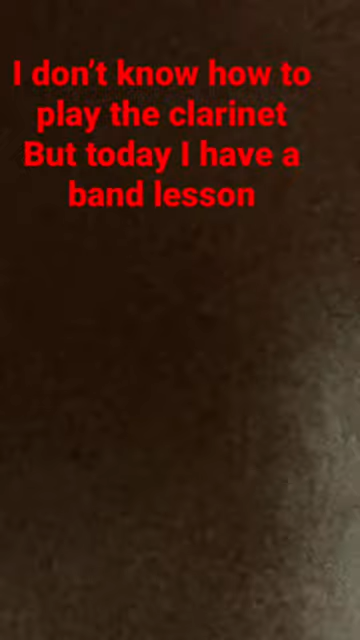 I don’t know how to
play the clarinet
But today I have a
band lesson